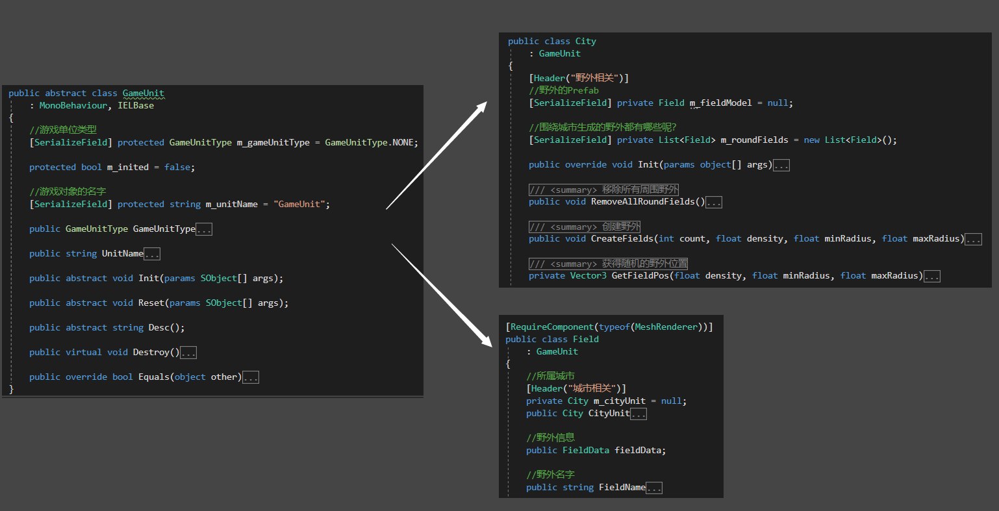 public abstract class GameUnit
: MonoBehaviour, IELBase
{
//游戏单位类型
[SerializeField] protected GameUnitType m_gameUnitType = GameUnitType.NONE;
protected bool m_inited = false;
//游戏对象的名字
[SerializeField] protected string m_unitName = "GameUnit";
public GameUnitType GameUnitType...
public string UnitName...
public abstract void Init(params SObject[] args);
public abstract void Reset(params SObject[] args);
public abstract string Desc();
public virtual void Destroy()...
public override bool Equals(object other)...
}
public class City
: GameUnit
{
[Header("野外相关")]
//野外的Prefab
[SerializeField] private Field m_fieldModel = null;
//围绕城市生成的野外都有哪些呢?
[SerializeField] private List<Field> m_roundFields = new List<Field>();
public override void Init(params object[] args)...
/// <summary> 移除所有周围野外
public void RemoveAllRoundFields()...
/// <summary> 创建野外
public void CreateFields(int count, float density, float minRadius, float maxRadius)...
/// <summary> 获得随机的野外位置
private Vector3 GetFieldPos(float density, float minRadius, float maxRadius)...
[RequireComponent(typeof(MeshRenderer))]
public class Field
: GameUnit
{
//所属城市
[Header("城市相关")]
private City m_cityUnit = null;
public City CityUnit...
//野外信息
public FieldData fieldData;
//野外名字
public string FieldName...